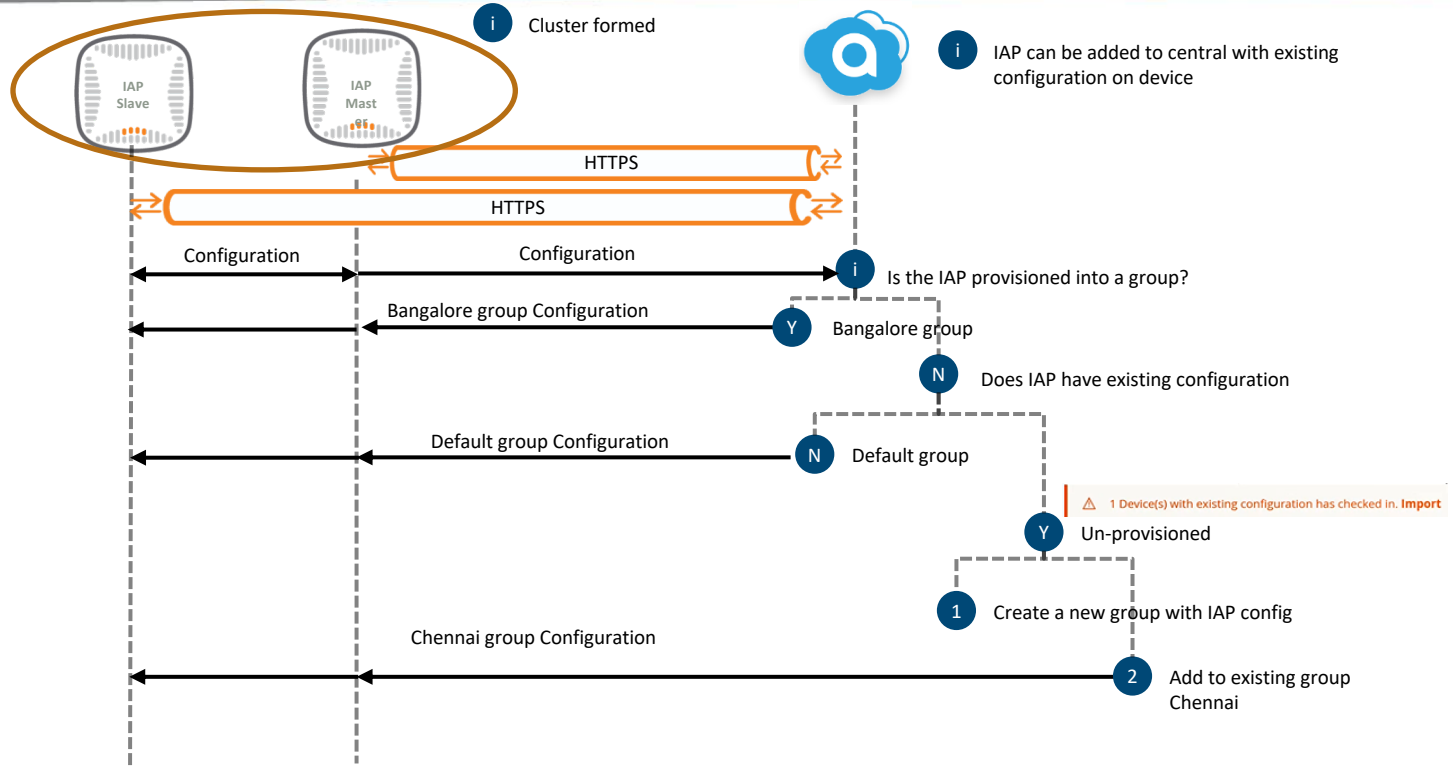 i Cluster formed
i IAP can be added to central with existing
configuration on device
IAP
Slave
IAP
Mast
er
a
HTTPS
HTTPS
Configuration
Configuration
i Is the IAP provisioned into a group?
Bangalore group Configuration
Y Bangalore group
N Does IAP have existing configuration
Default group Configuration
N Default group
1 Device(s) with existing configuration has checked in. Import
Y Un-provisioned
1 Create a new group with IAP config
Chennai group Configuration
2 Add to existing group
Chennai